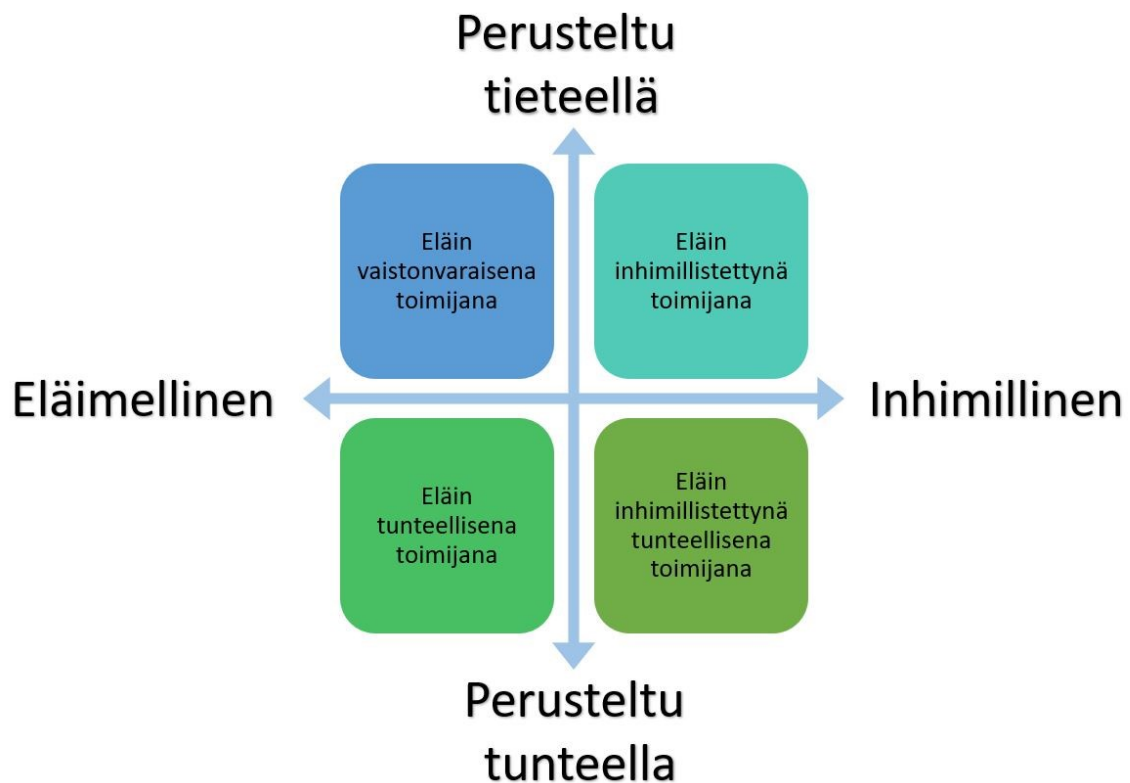 Perusteltu
tieteellä
Eläin
vaistonvaraisena
toimijana
Eläin
inhimillistettynä
toimijana
Eläimellinen
Inhimillinen
Eläin
tunteellisena
toimijana
Eläin
inhimillistettynä
tunteellisena
toimijana
Perusteltu
tunteella